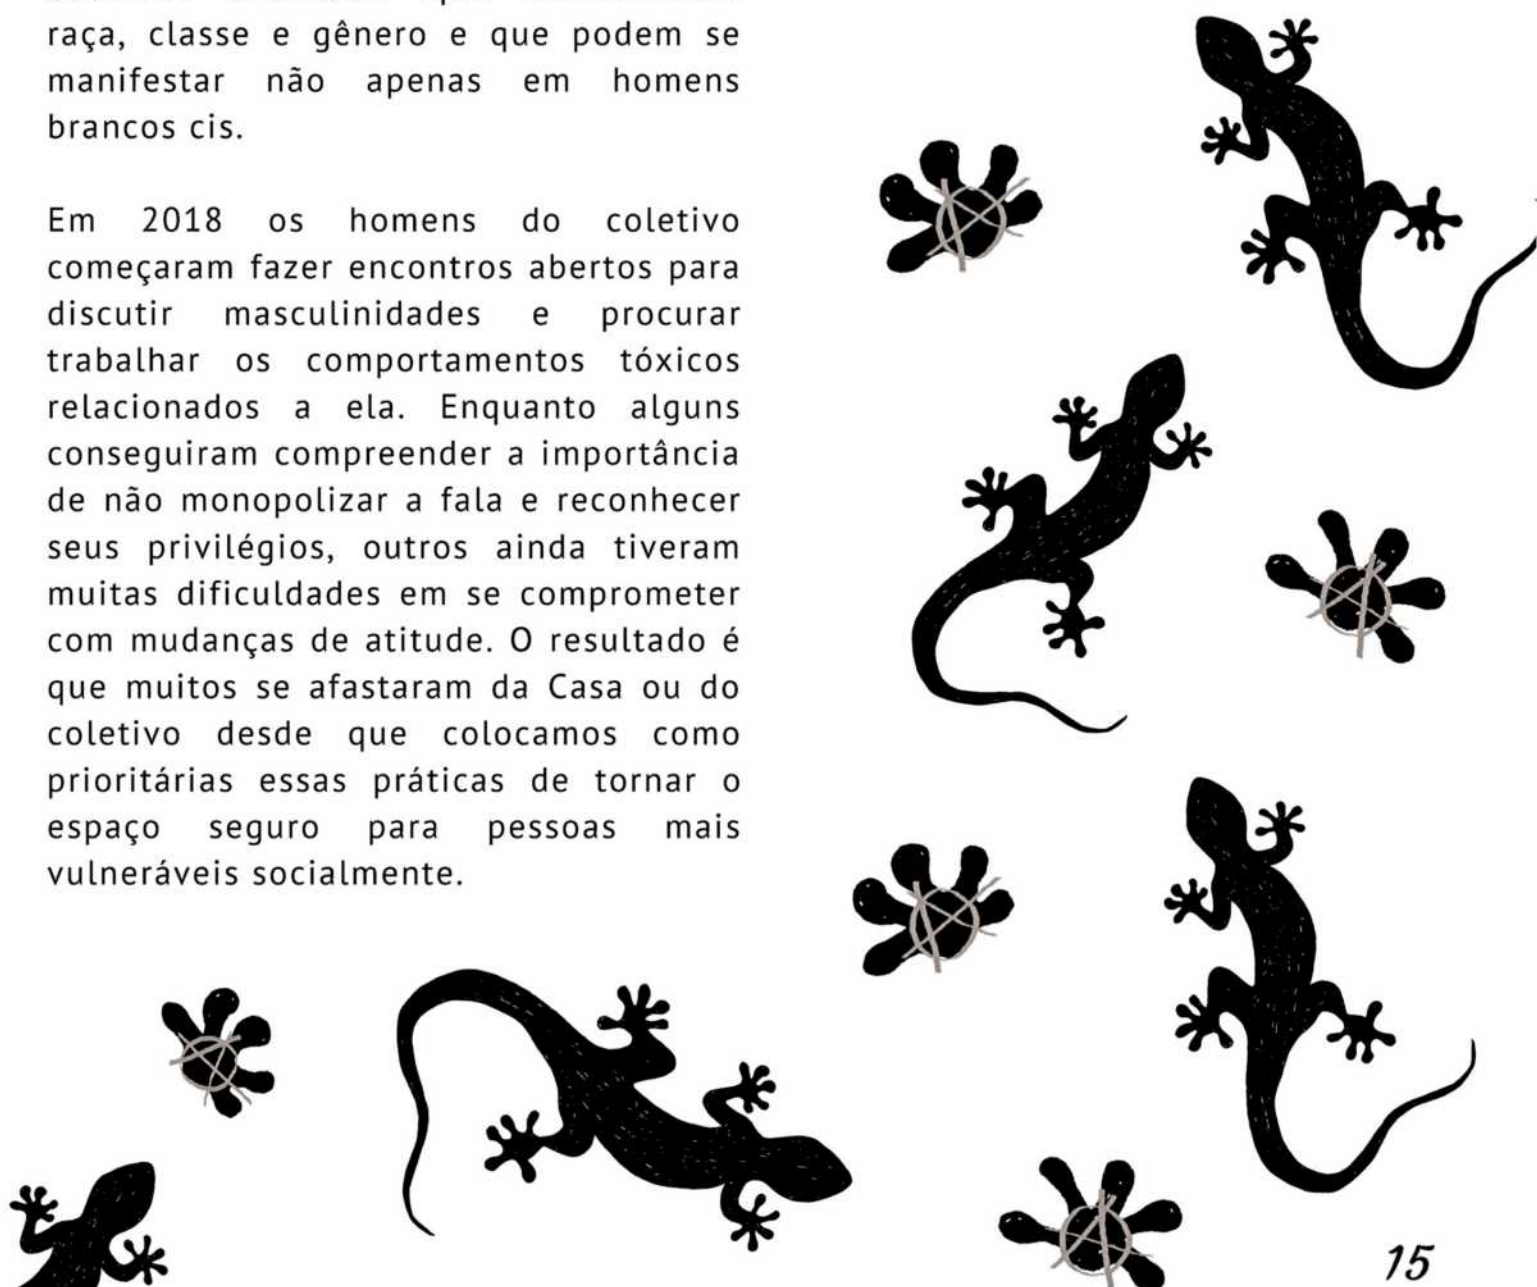 raça, classe e gênero e que podem se
manifestar não apenas em homens
brancos cis.
Em 2018 os homens do coletivo
começaram fazer encontros abertos para
discutir masculinidades e procurar
trabalhar os comportamentos tóxicos
relacionados a ela. Enquanto alguns
conseguiram compreender a importância
de não monopolizar a fala e reconhecer
seus privilégios, outros ainda tiveram
muitas dificuldades em se comprometer
com mudanças de atitude. O resultado é
que muitos se afastaram da Casa ou do
coletivo desde que colocamos como
prioritárias essas práticas de tornar o
espaço seguro para pessoas mais
vulneráveis socialmente.
15